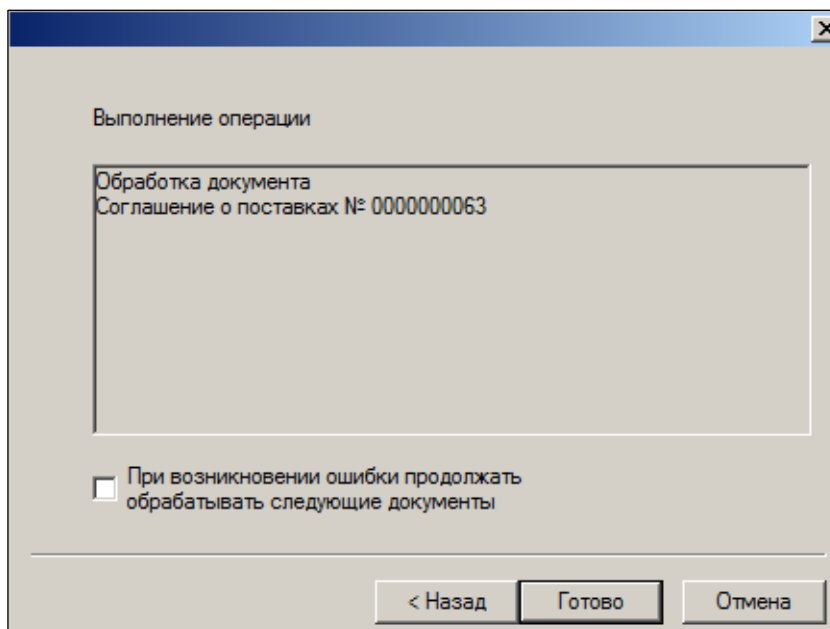 Выполнение операции
Обработка документа
Соглашение о поставках № 0000000063
При возникновении ошибки продолжать
обрабатывать следующие документы
< Назад
Готово
Отмена